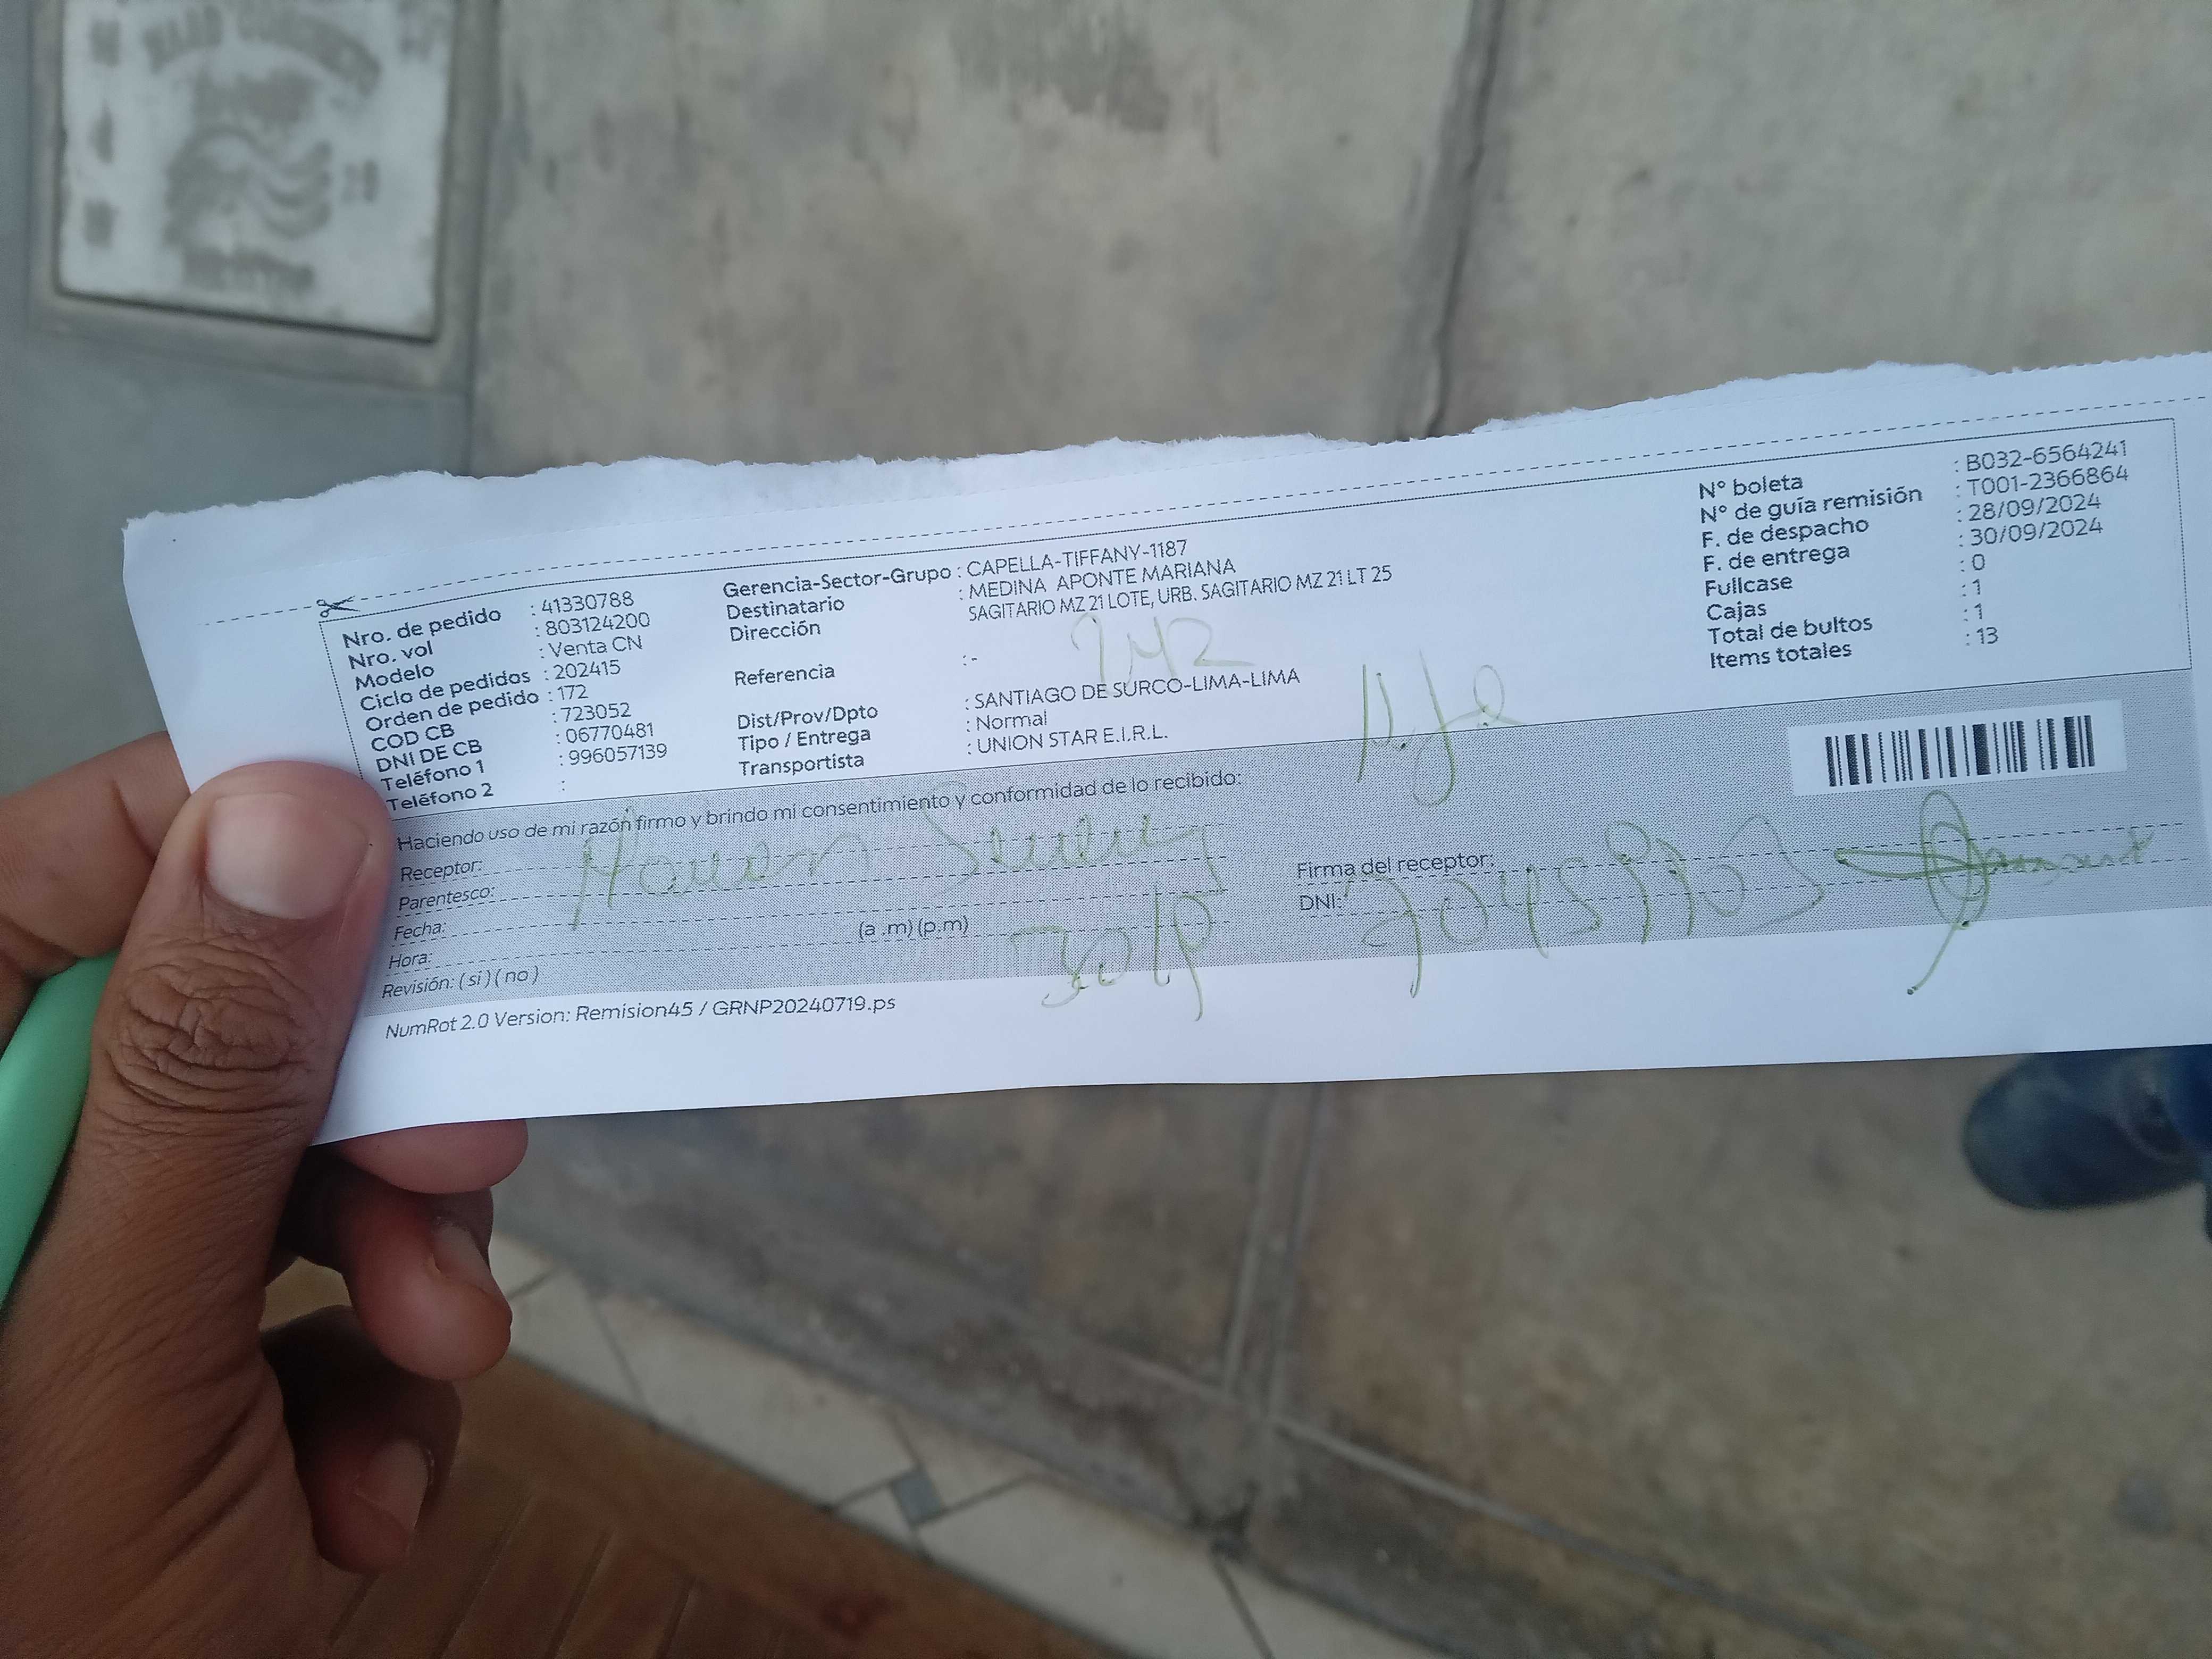 Nro. de pedido : 41330788
Nro. vol : 803124200
Modelo : Venta CN
Ciclo de pedidos : 202415
Orden de pedido : 172
COD CB : 723052
DNI DE CB : 06770481
Teléfono 1 : 996057139
Teléfono 2 :
Gerencia-Sector-Grupo : CAPELLA-TIFFANY-1187
Destinatario : MEDINA APONTE MARIANA
Dirección SAGITARIO MZ 21 LOTE, URB. SAGITARIO MZ 21 LT 25
Referencia :-
Dist/Prov/Dpto : SANTIAGO DE SURCO-LIMA-LIMA
Tipo / Entrega : Normal
Transportista : UNION STAR E.I.R.L.
N° boleta : B032-6564241
N° de guía remisión : T001-2366864
F. de despacho : 28/09/2024
F. de entrega : 30/09/2024
Fullcase : 0
Cajas : 1
Total de bultos : 1
Items totales : 13
Haciendo uso de mi razón firmo y brindo mi consentimiento y conformidad de lo recibido:
Receptor:
Parentesco:
Fecha:
Hora: (a .m) (p.m)
Revisión: ( si ) ( no )
Firma del receptor:
DNI:
NumRot 2.0 Version: Remision45 / GRNP20240719.ps